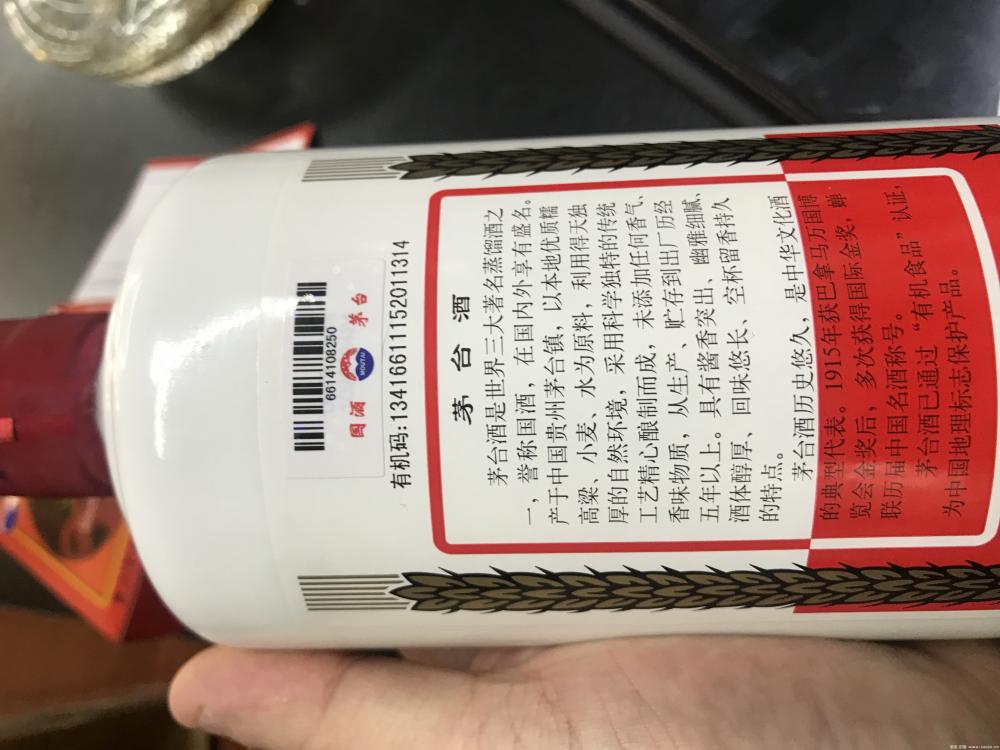 6614108250
國酒 茅台
MOUTAI
有机码:13416611152011314
茅台酒
茅台酒是世界三大著名蒸馏酒之
一，誉称国酒，在国内外享有盛名。
产于中国贵州茅台镇，以本地优质糯
高粱、小麦、水为原料，利用得天独
厚的自然环境，采用科学独特的传统
工艺精心酿制而成，未添加任何香气、
香味物质，从生产、贮存到出厂历经
五年以上。具有酱香突出、幽雅细腻、
酒体醇厚、回味悠长、空杯留香持久
的特点。
茅台酒历史悠久，是中华文化酒
的典型代表。1915年获巴拿马万国博
览会金奖后，多次获得国际金奖，蝉
联历届中国名酒称号。
茅台酒已通过“有机食品”认证，
为中国地理标志保护产品。